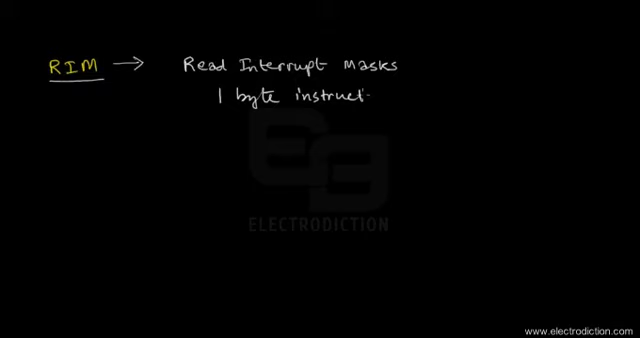 RIM → Read Interrupt Masks
1 byte instruct
ELECTRODICTION
www.electrodiction.com